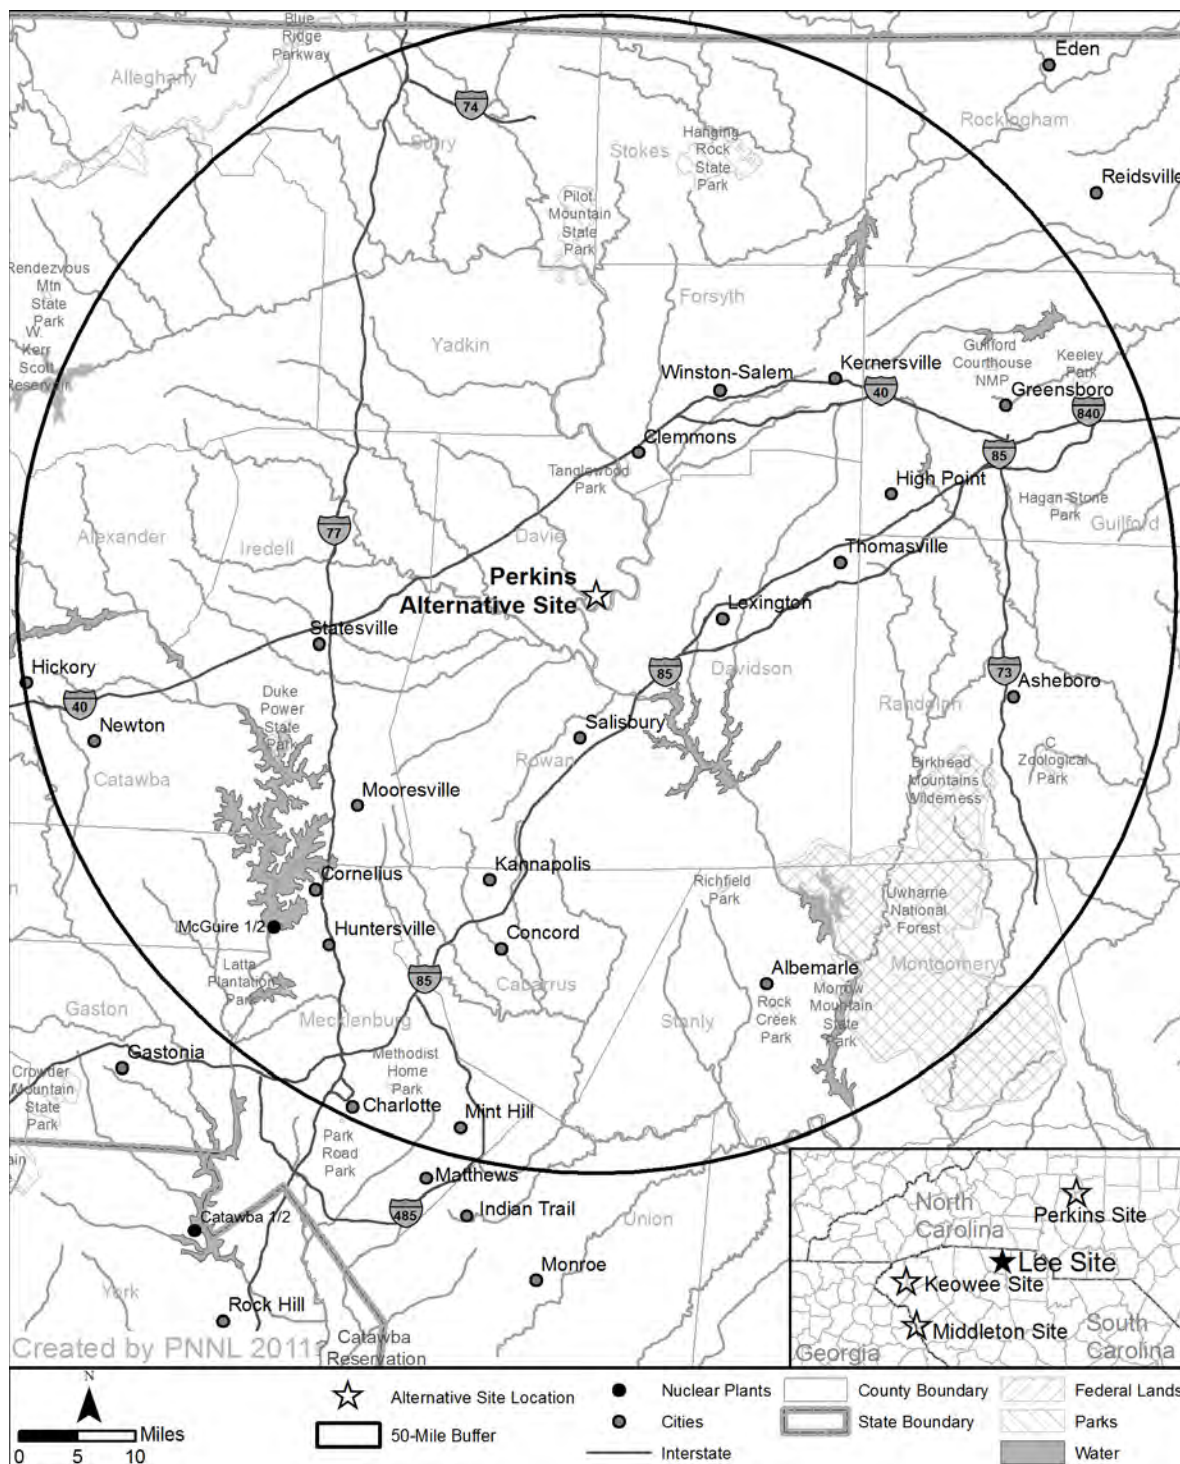 Blue
Ridge
Parkway
Eden
Alleghany
74
Rockingham
Surry
Hanging
Rock
State
Park
Stokes
Reidsville
Pilot
Mountain
State
Park
Rendezvous
Mtn
State
Park
W.
Kerr
Scott
Reservoir
Forsyth
Yadkin
Guilford
Courthouse
NMP
Keeley
Park
Winston-Salem
Kernersville
40
Greensboro
840
Clemmons
85
Tanglewood
Park
High Point
Hagan-Stone
Park
Guilford
77
Alexander
Iredell
Davie
Thomasville
Perkins
Alternative Site
Lexington
Statesville
Hickory
Davidson
85
73
Asheboro
40
Duke
Power
State
Park
Randolph
Newton
Salisbury
Rowan
C
Zoological
Park
Catawba
Birkhead
Mountains
Wilderness
Mooresville
Kannapolis
Cornelius
Richfield
Park
Uwharrie
National
Forest
McGuire 1/2
Huntersville
Concord
Latta
Plantation
Park
85
Albemarle
Montgomery
Cabarrus
Morrow
Mountain
State
Park
Rock
Creek
Park
Gaston
Mecklenburg
Stanly
Gastonia
Methodist
Home
Park
Crowder
Mountain
State
Park
Charlotte
Mint Hill
Park
Road
Park
ain
Matthews
485
Indian Trail
Union
Catawba 1/2
Monroe
York
Rock Hill
Catawba
Reservation
Created by PNNL 2011
North
Carolina
Perkins Site
Lee Site
Keowee Site
Middleton Site
South
Carolina
Georgia
N
Miles
0 5 10
Alternative Site Location
50-Mile Buffer
Nuclear Plants
Cities
Interstate
County Boundary
State Boundary
Federal Lands
Parks
Water